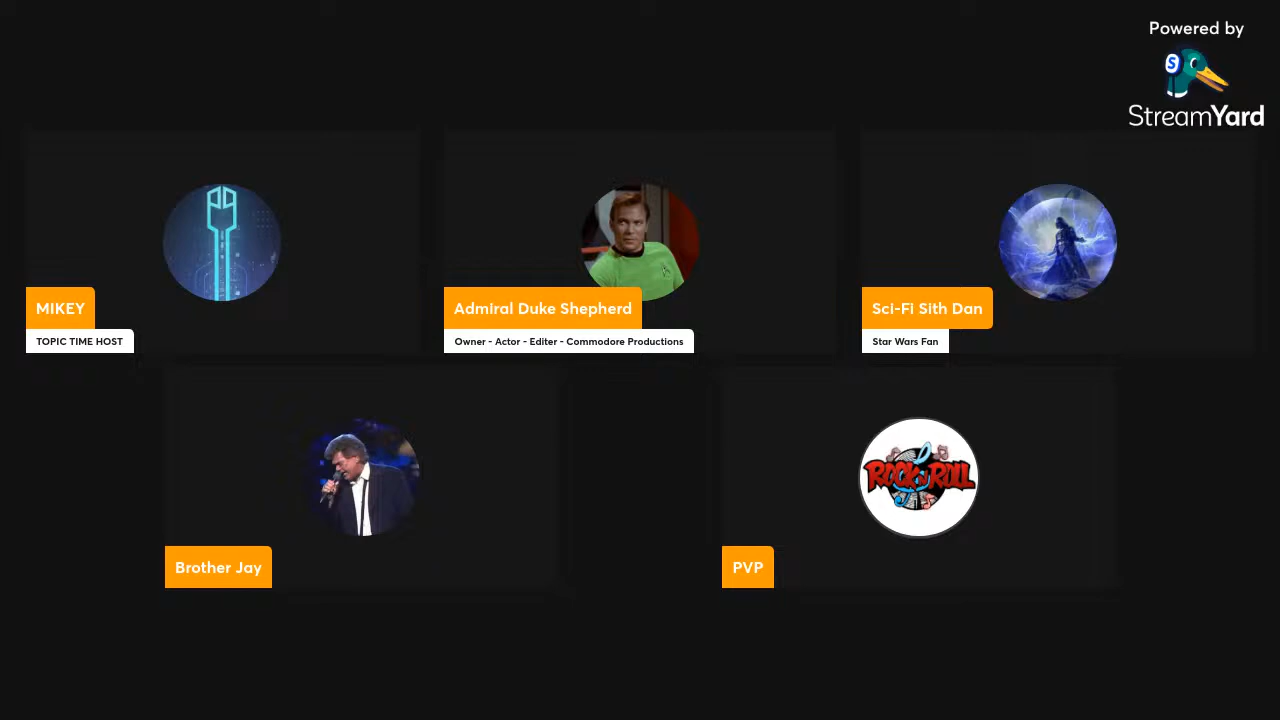 Powered by
S
StreamYard
MIKEY
TOPIC TIME HOST
Admiral Duke Shepherd
Owner - Actor - Editer - Commodore Productions
Sci-Fi Sith Dan
Star Wars Fan
Brother Jay
ROCK N ROLL
PVP